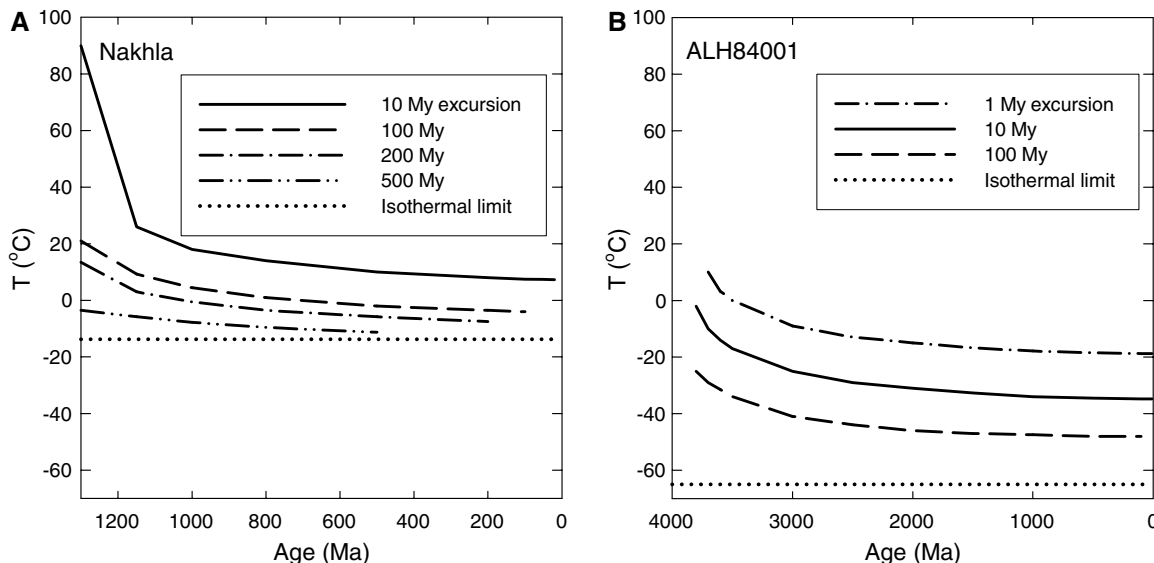 A
Nakhla
10 My excursion
100 My
200 My
500 My
Isothermal limit
T (°C)
100
80
60
40
20
0
-20
-40
-60
1200 1000 800 600 400 200 0
Age (Ma)
B
ALH84001
1 My excursion
10 My
100 My
Isothermal limit
T (°C)
100
80
60
40
20
0
-20
-40
-60
4000 3000 2000 1000 0
Age (Ma)